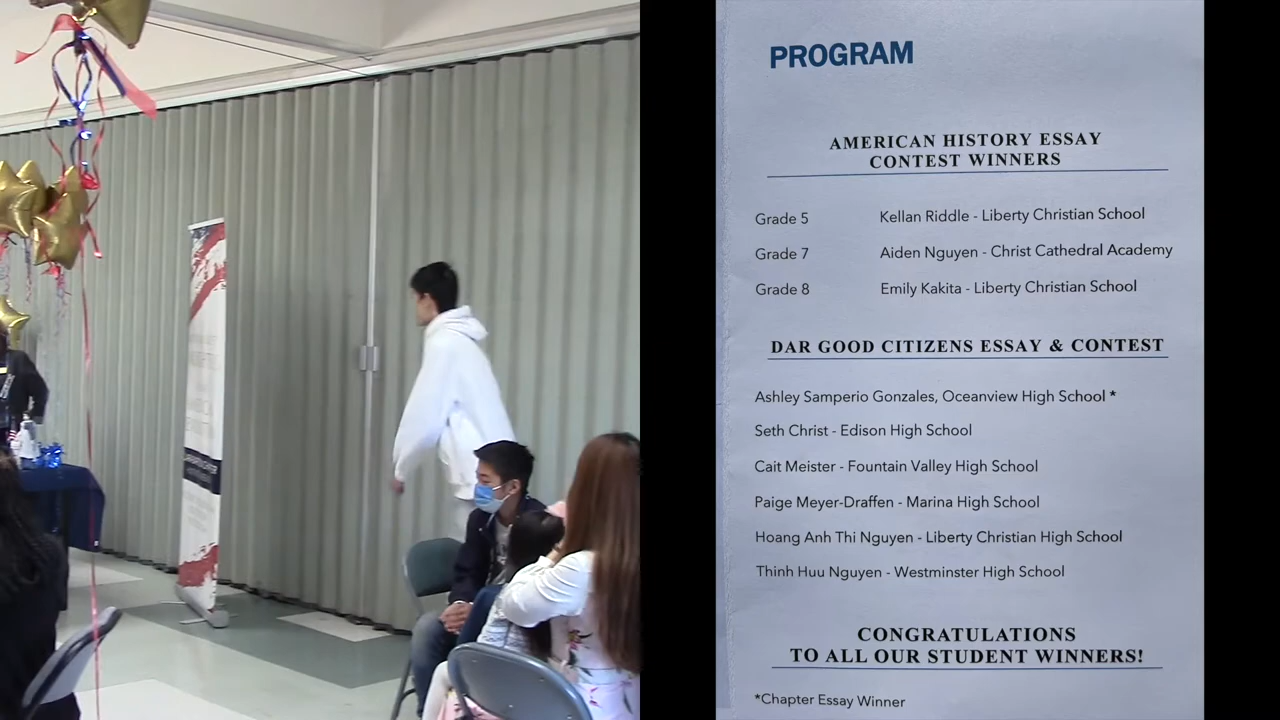 PROGRAM
AMERICAN HISTORY ESSAY
CONTEST WINNERS
Grade 5 Kellan Riddle - Liberty Christian School
Grade 7 Aiden Nguyen - Christ Cathedral Academy
Grade 8 Emily Kakita - Liberty Christian School
DAR GOOD CITIZENS ESSAY & CONTEST
Ashley Samperio Gonzales, Oceanview High School *
Seth Christ - Edison High School
Cait Meister - Fountain Valley High School
Paige Meyer-Draffen - Marina High School
Hoang Anh Thi Nguyen - Liberty Christian High School
Thinh Huu Nguyen - Westminster High School
CONGRATULATIONS
TO ALL OUR STUDENT WINNERS!
*Chapter Essay Winner